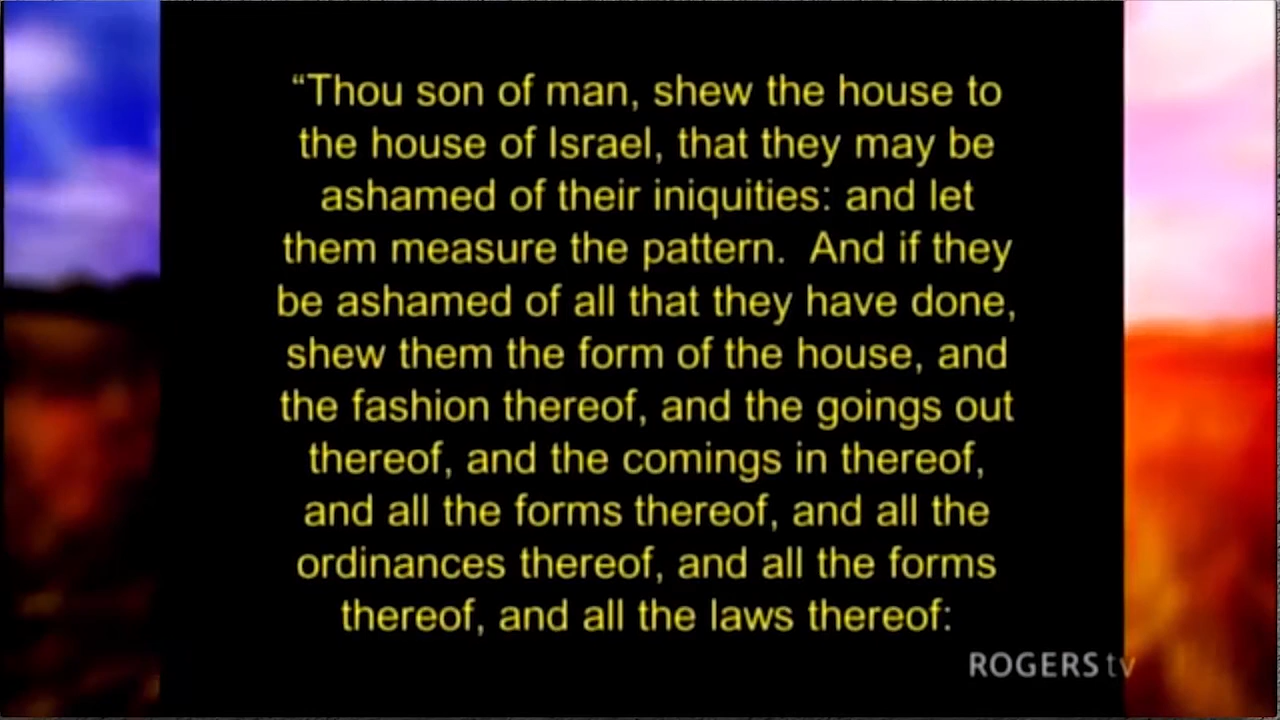 “Thou son of man, shew the house to
the house of Israel, that they may be
ashamed of their iniquities: and let
them measure the pattern.  And if they
be ashamed of all that they have done,
shew them the form of the house, and
the fashion thereof, and the goings out
thereof, and the comings in thereof,
and all the forms thereof, and all the
ordinances thereof, and all the forms
thereof, and all the laws thereof:
ROGERS tv